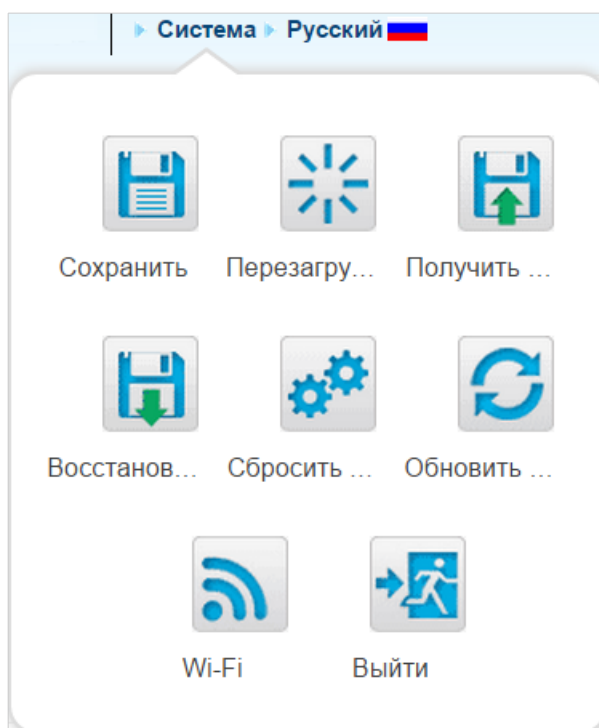 Система Русский
Сохранить Перезагру... Получить ...
Восстанов... Сбросить ... Обновить ...
Wi-Fi Выйти